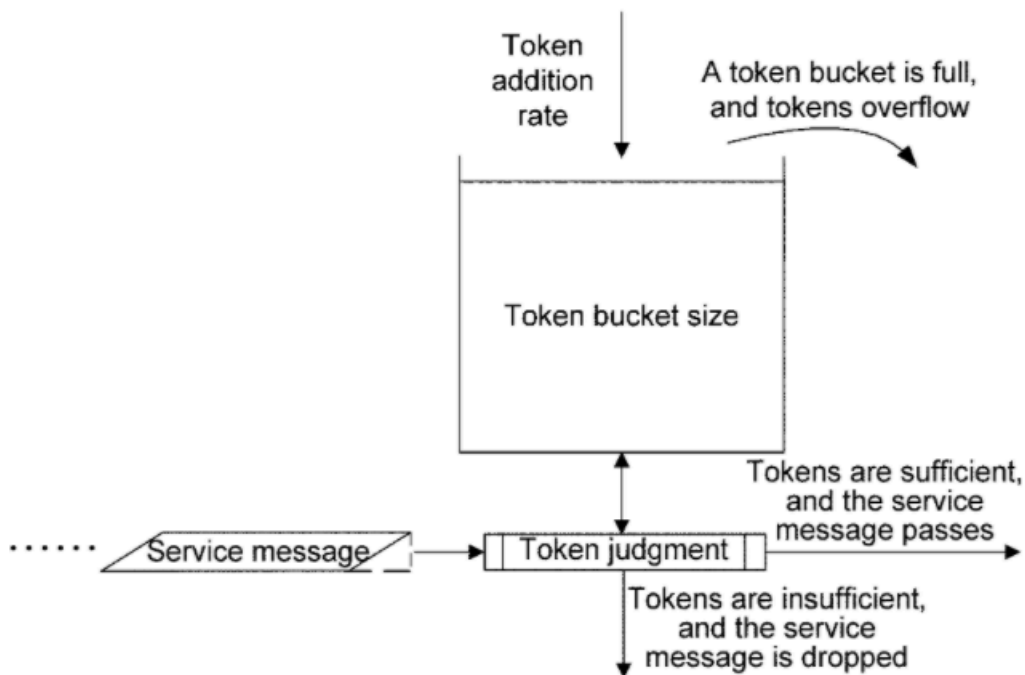 Token
addition
rate
A token bucket is full,
and tokens overflow
Token bucket size
Tokens are sufficient,
and the service
message passes
......
Service message
Token judgment
Tokens are insufficient,
and the service
message is dropped